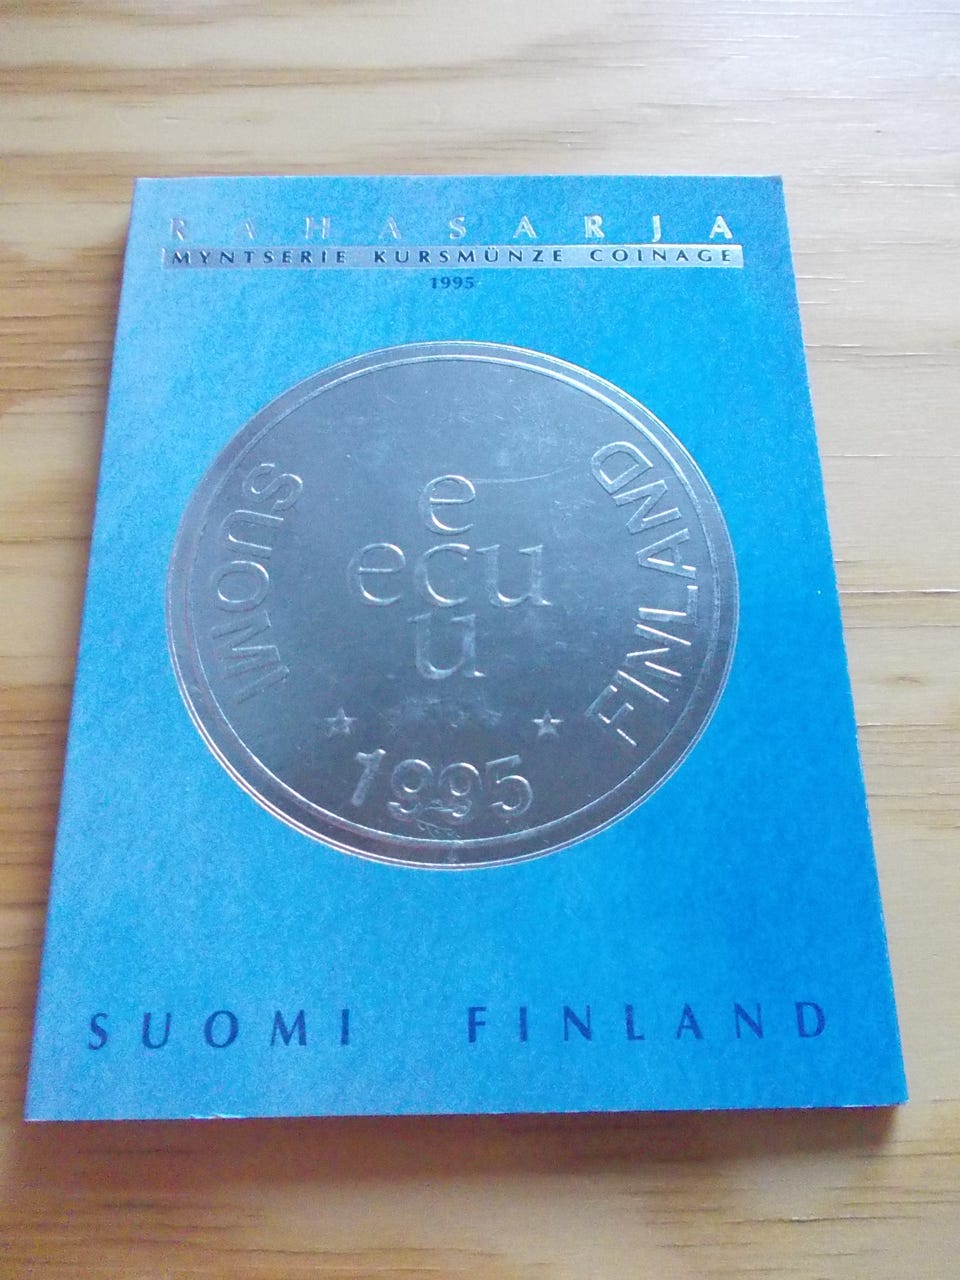 RAHASARJA
MYNTSERIE KURSMÜNZE COINAGE
1995
SUOMI
FINLAND
e
ecu
u
1995
SUOMI FINLAND